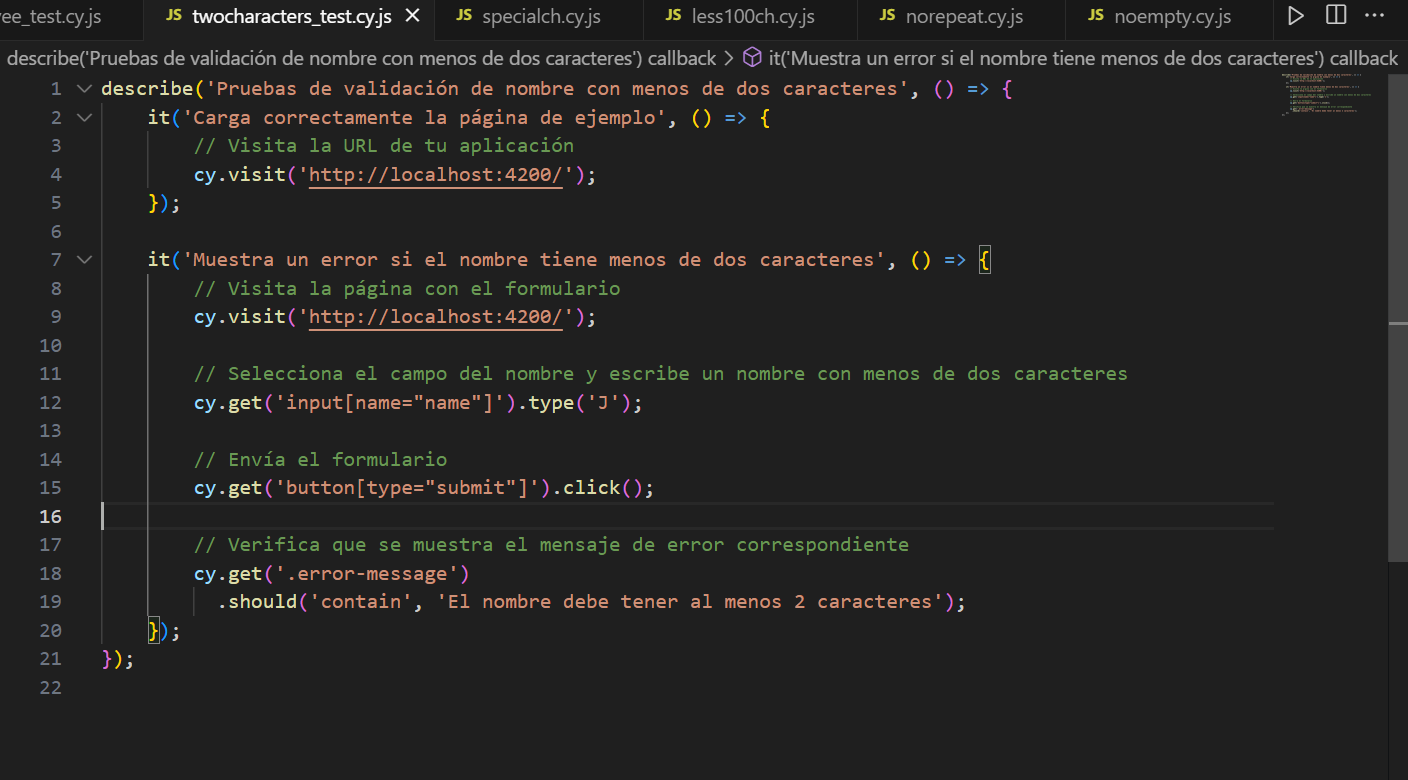 ee_test.cy.js JS twocharacters_test.cy.js JS specialch.cy.js JS less100ch.cy.js JS norepeat.cy.js JS noempty.cy.js
describe('Pruebas de validación de nombre con menos de dos caracteres') callback > it('Muestra un error si el nombre tiene menos de dos caracteres') callback
1 describe('Pruebas de validación de nombre con menos de dos caracteres', () => {
2 it('Carga correctamente la página de ejemplo', () => {
3 // Visita la URL de tu aplicación
4 cy.visit('http://localhost:4200/');
5 });
6
7 it('Muestra un error si el nombre tiene menos de dos caracteres', () => {
8 // Visita la página con el formulario
9 cy.visit('http://localhost:4200/');
10
11 // Selecciona el campo del nombre y escribe un nombre con menos de dos caracteres
12 cy.get('input[name="name"]').type('J');
13
14 // Envía el formulario
15 cy.get('button[type="submit"]').click();
16
17 // Verifica que se muestra el mensaje de error correspondiente
18 cy.get('.error-message')
19 .should('contain', 'El nombre debe tener al menos 2 caracteres');
20 });
21 });
22